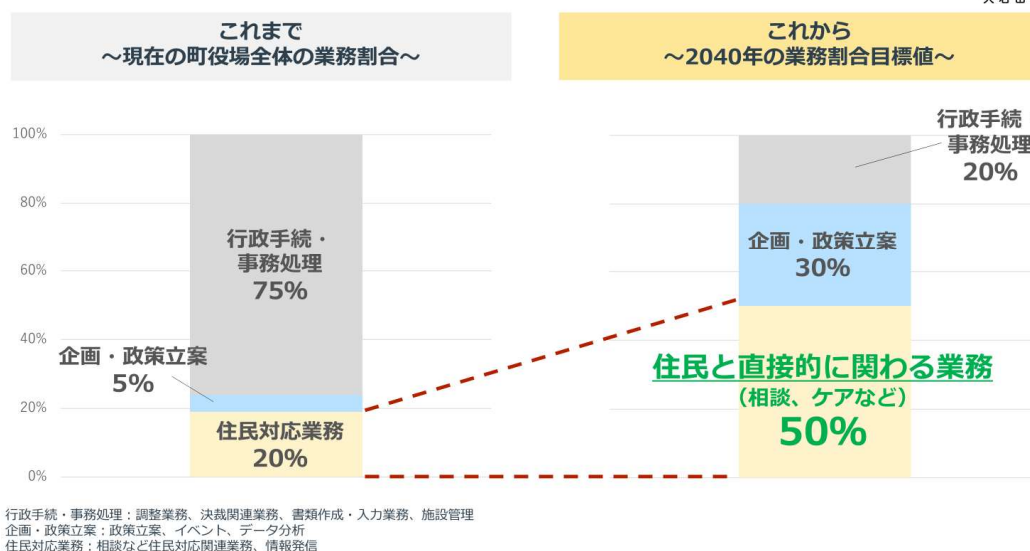 これまで
～現在の町役場全体の業務割合～
これから
～2040年の業務割合目標値～
100%
80%
60%
40%
20%
0%
行政手続・
事務処理
75%
企画・政策立案
5%
住民対応業務
20%
行政手続
事務処理
20%
企画・政策立案
30%
住民と直接的に関わる業務
（相談、ケアなど）
50%
行政手続・事務処理：調整業務、決裁関連業務、書類作成・入力業務、施設管理
企画・政策立案：政策立案、イベント、データ分析
住民対応業務：相談など住民対応関連業務、情報発信